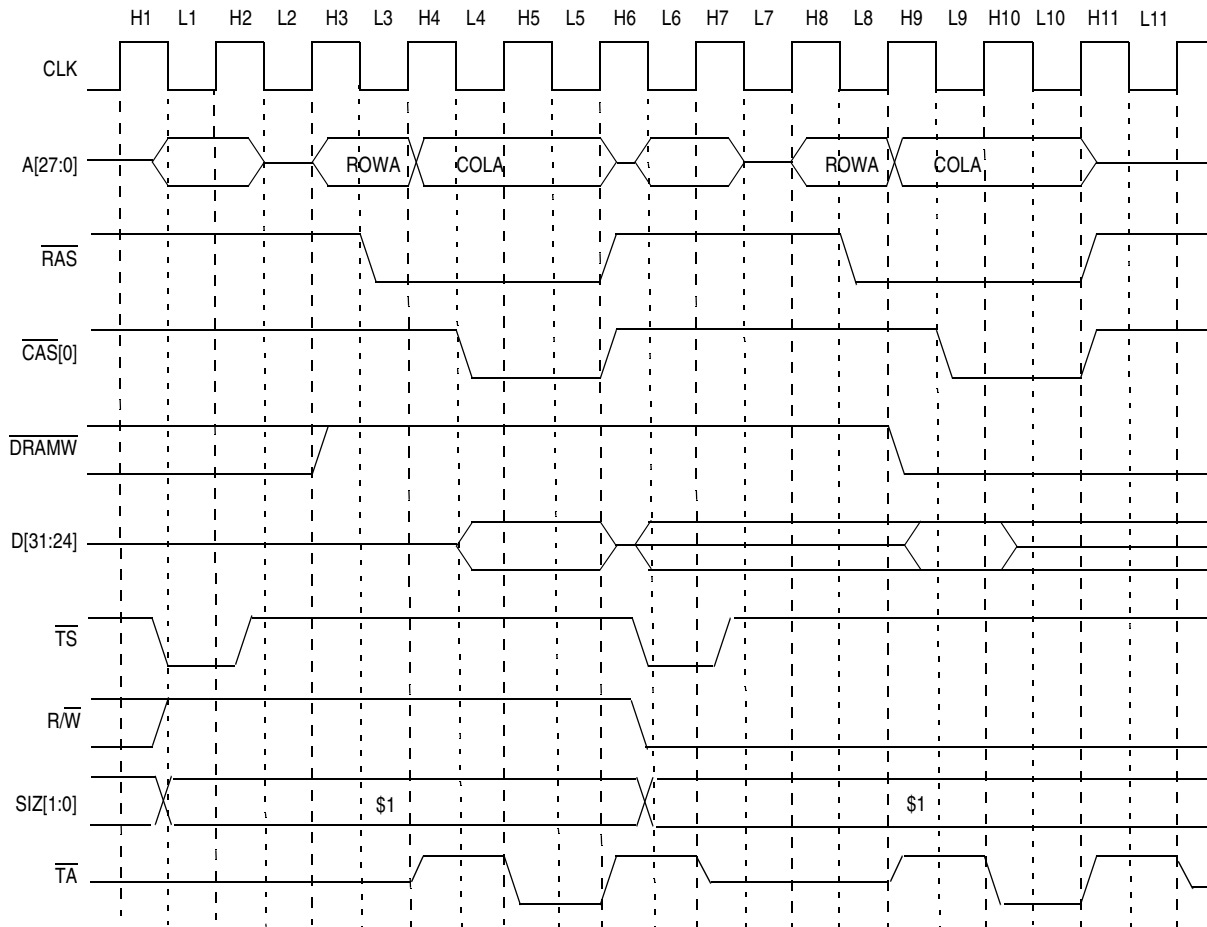 H1 L1 H2 L2 H3 L3 H4 L4 H5 L5 H6 L6 H7 L7 H8 L8 H9 L9 H10 L10 H11 L11
CLK
A[27:0] ROWA COLA ROWA COLA
RAS
CAS[0]
DRAMW
D[31:24]
TS
R/W
SIZ[1:0] $1 $1
TA